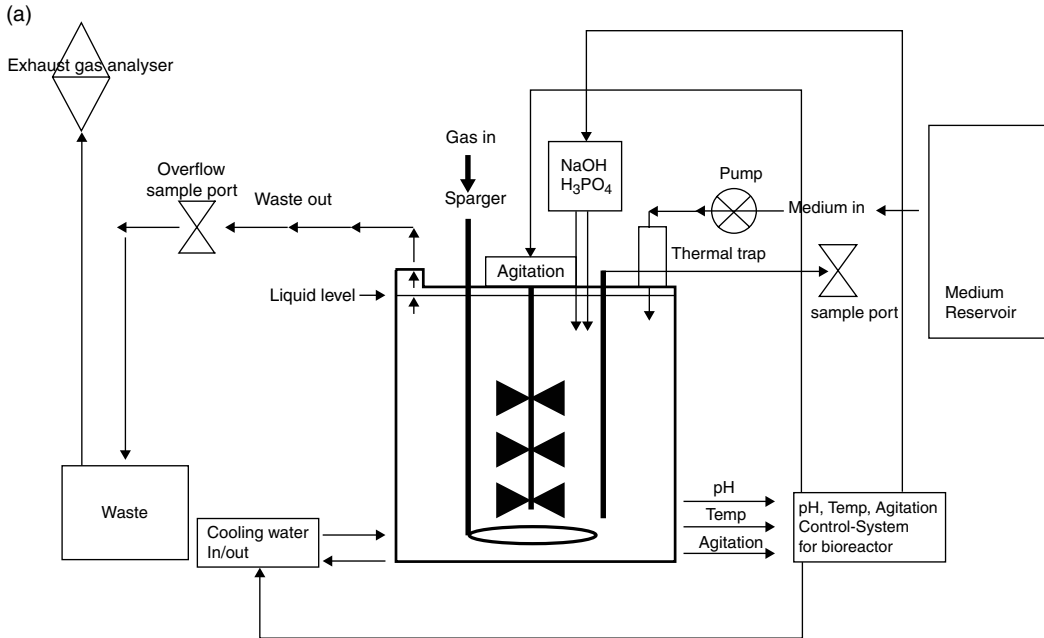 (a)
Exhaust gas analyser
Gas in
Sparger
Overflow
sample port
Waste out
NaOH
H₃PO₄
Pump
Medium in
Thermal trap
Agitation
Liquid level
sample port
Medium
Reservoir
Waste
Cooling water
In/out
pH
Temp
Agitation
pH, Temp, Agitation
Control-System
for bioreactor